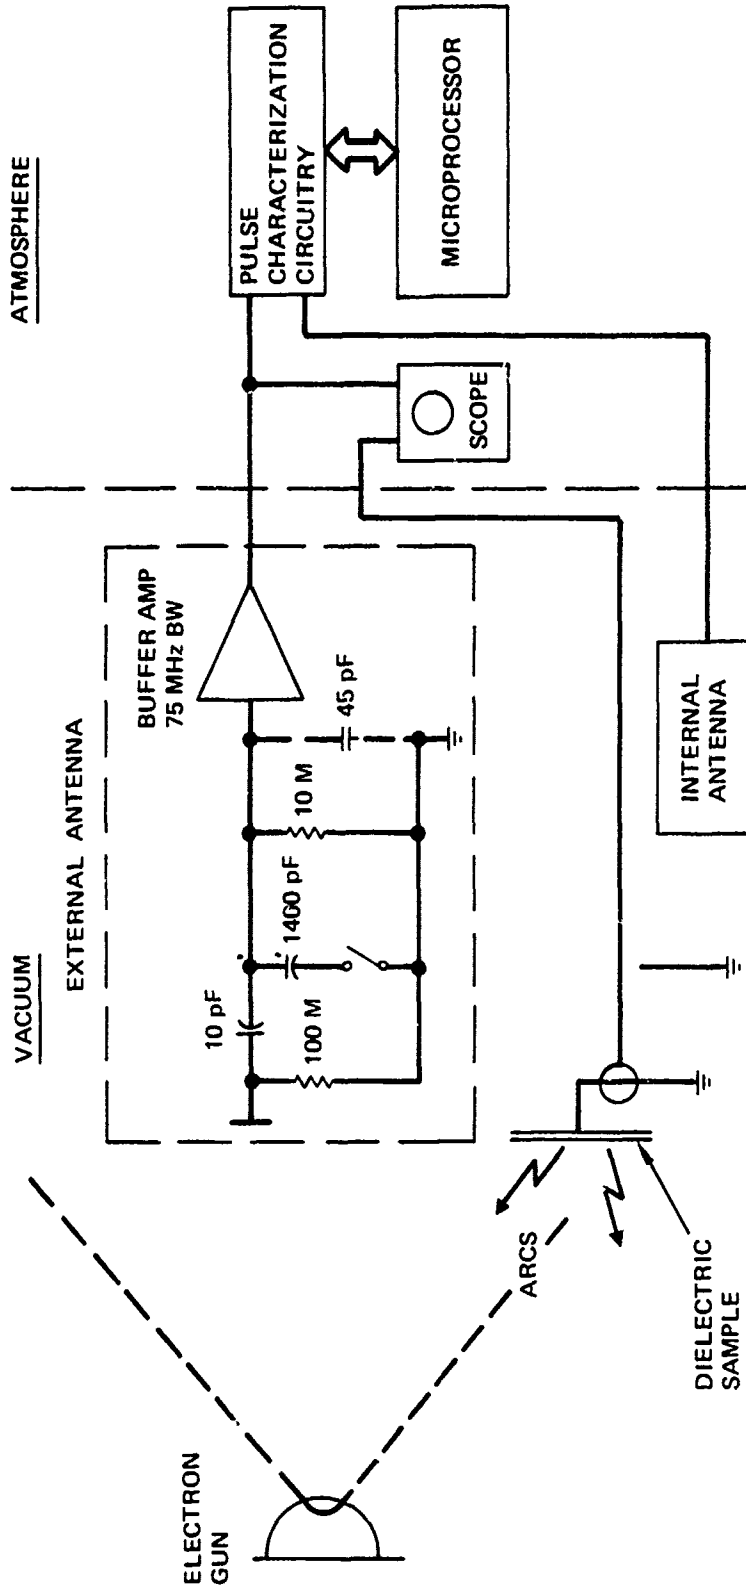 VACUUM
ATMOSPHERE
EXTERNAL ANTENNA
ELECTRON
GUN
10 pF
100 M
1400 pF
10 M
45 pF
BUFFER AMP
75 MHz BW
PULSE
CHARACTERIZATION
CIRCUITRY
MICROPROCESSOR
SCOPE
ARCS
DIELECTRIC
SAMPLE
INTERNAL
ANTENNA